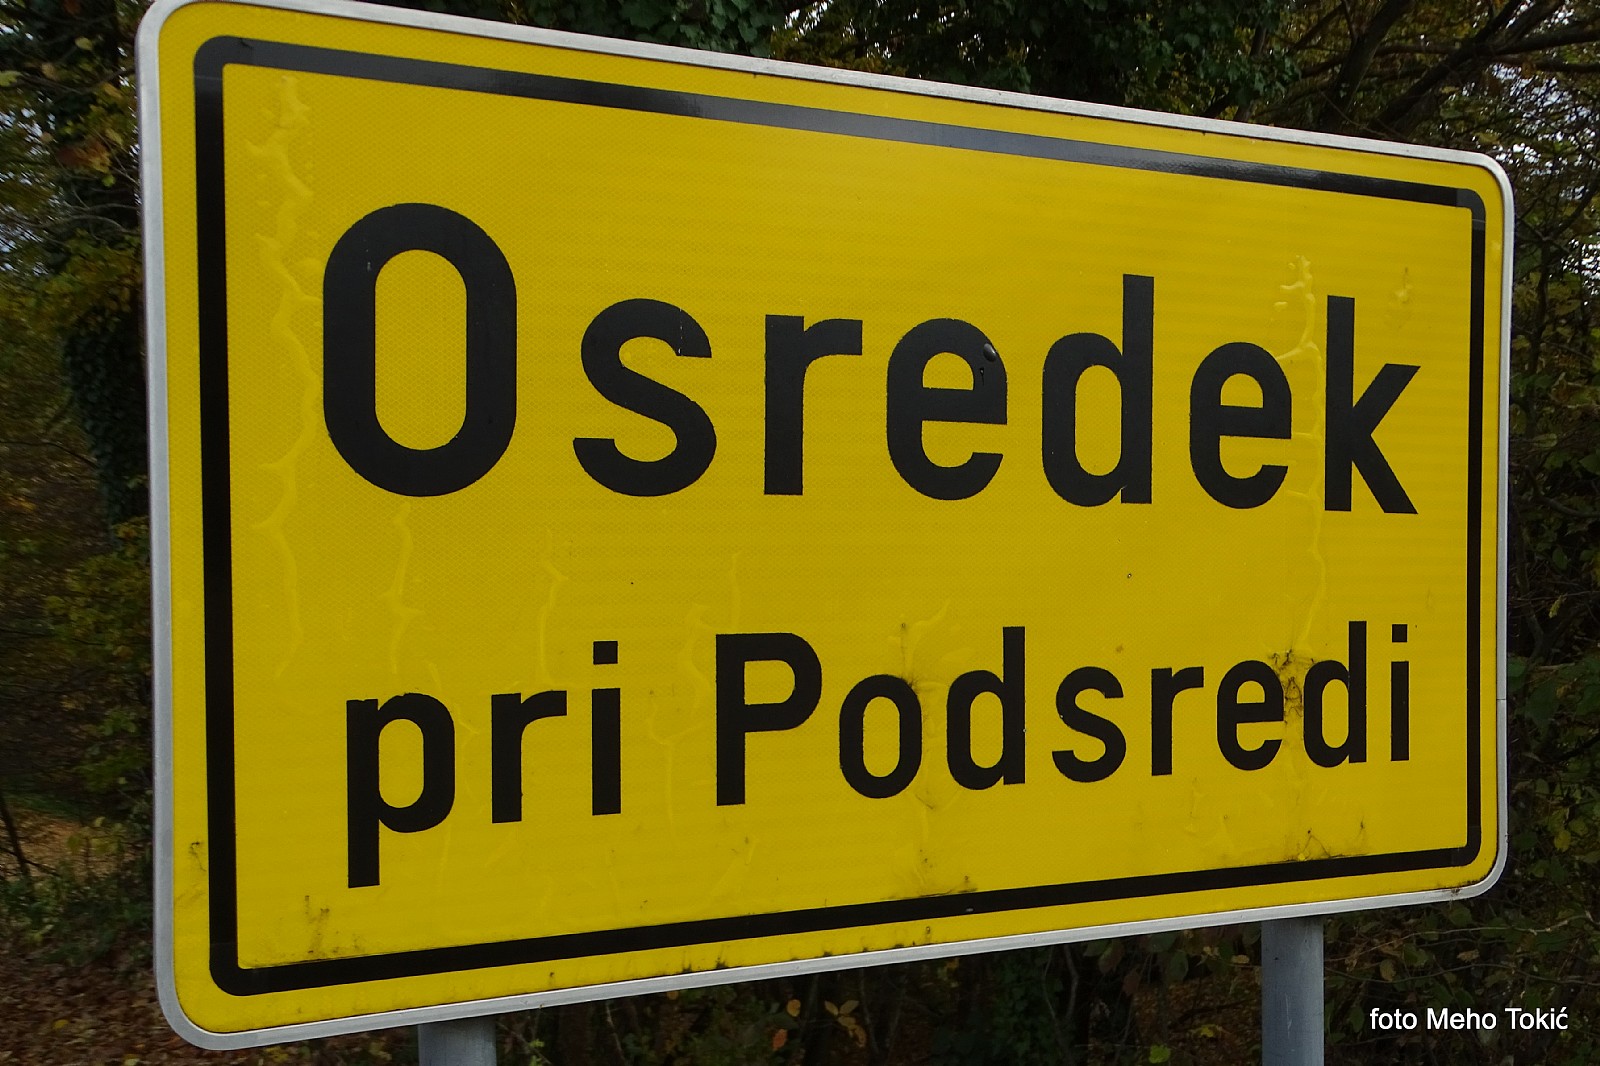 Osredek
pri Podsredi
foto Meho Tokić